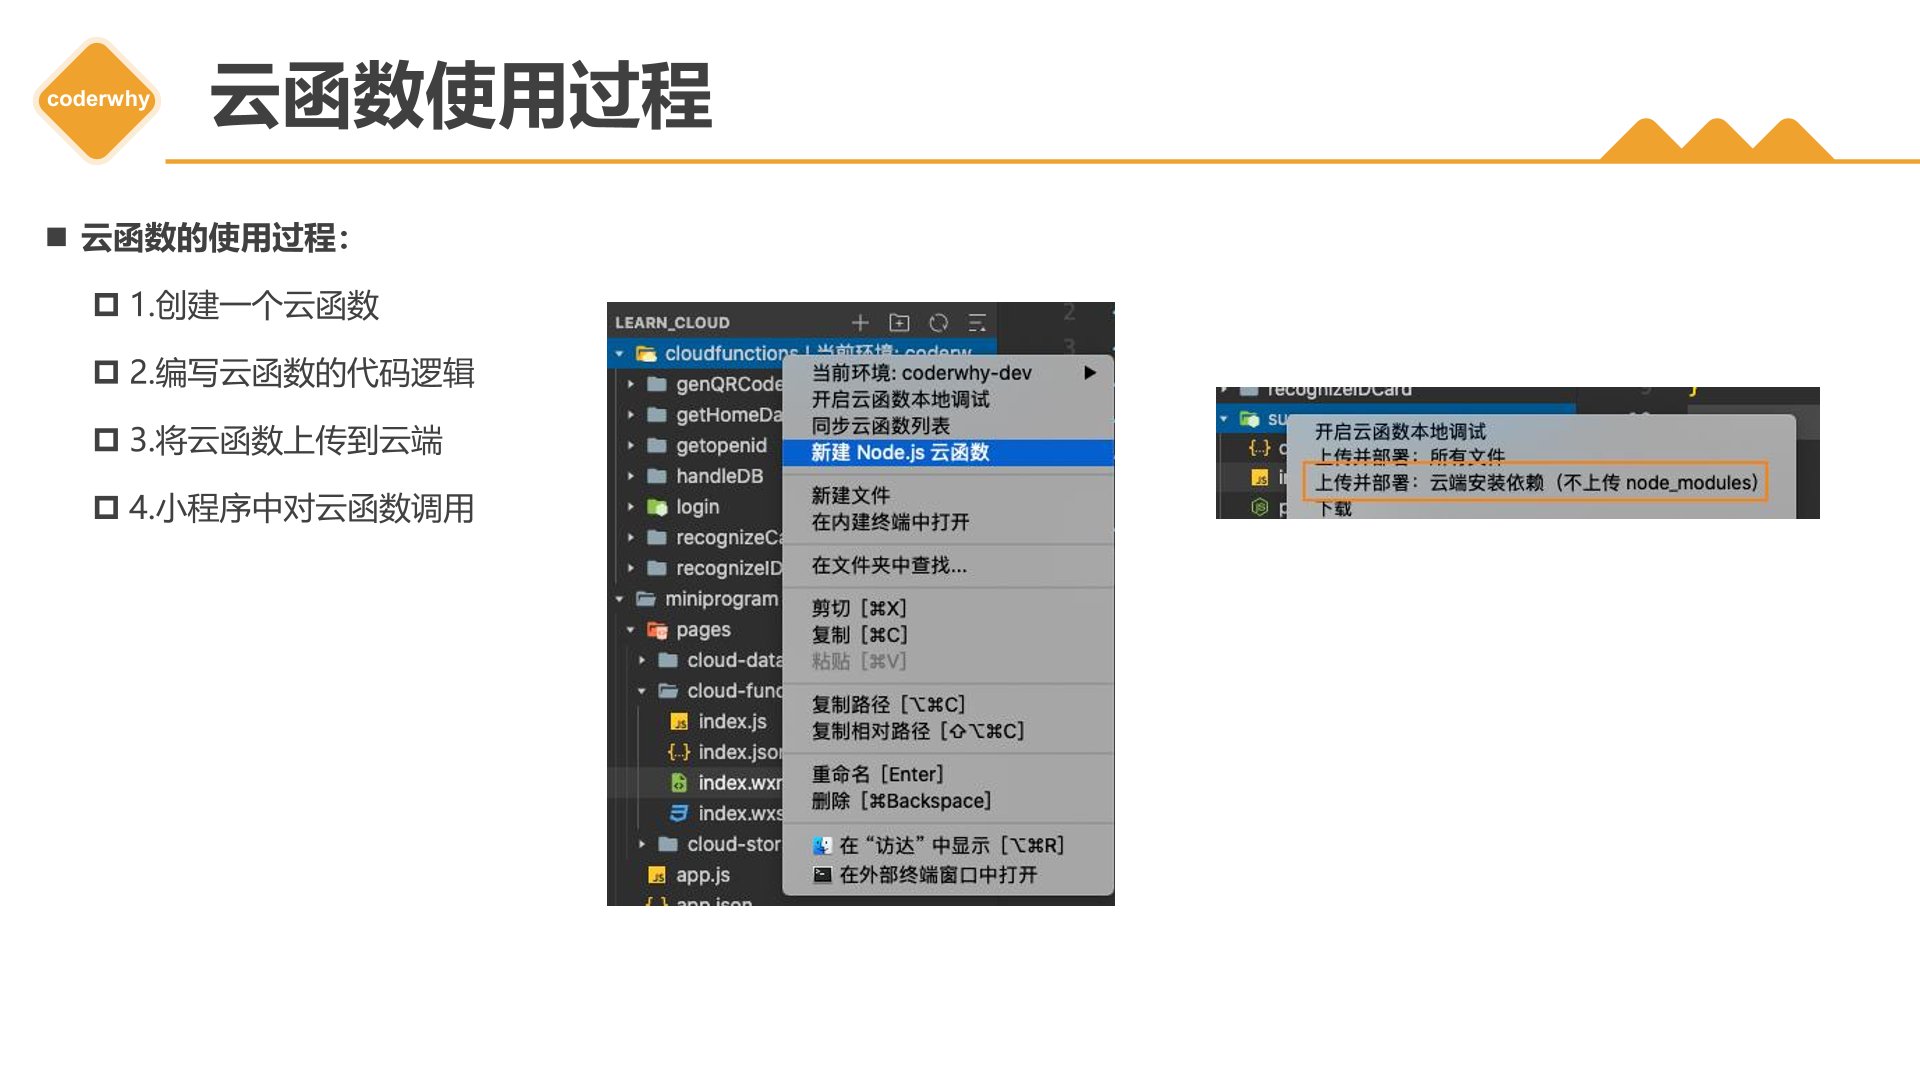 coderwhy
云函数使用过程
云函数的使用过程：
1.创建一个云函数
2.编写云函数的代码逻辑
3.将云函数上传到云端
4.小程序中对云函数调用
LEARN_CLOUD
2
3
cloudfunctions | 当前环境: coderw
genQRCode
getHomeDa
getopenid
handleDB
login
recognizeCa
recognizeID
miniprogram
pages
cloud-data
cloud-func
index.js
index.json
index.wxm
index.wxs
cloud-stor
app.js
app.json
当前环境: coderwhy-dev
开启云函数本地调试
同步云函数列表
新建 Node.js 云函数
新建文件
在内建终端中打开
在文件夹中查找...
剪切 [⌘X]
复制 [⌘C]
粘贴 [⌘V]
复制路径 [⌥⌘C]
复制相对路径 [⇧⌥⌘C]
重命名 [Enter]
删除 [⌘Backspace]
在 “访达” 中显示 [⌥⌘R]
在外部终端窗口中打开
recognizeIDCard
su
开启云函数本地调试
上传并部署：所有文件
上传并部署：云端安装依赖（不上传 node_modules）
下载